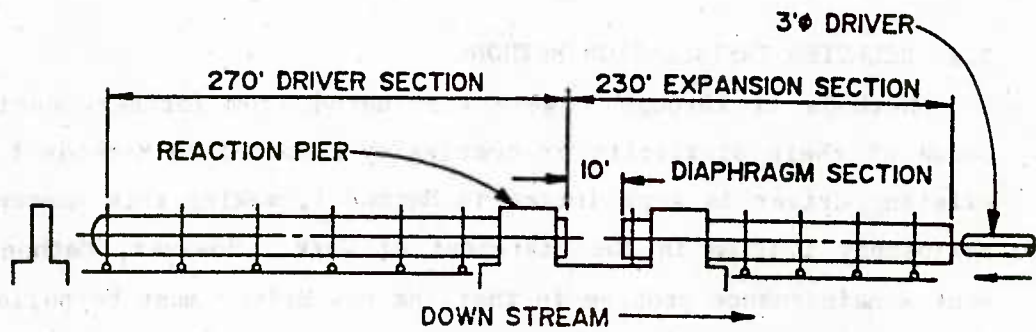 3'ϕ DRIVER
270' DRIVER SECTION
230' EXPANSION SECTION
REACTION PIER
10'
DIAPHRAGM SECTION
DOWN STREAM